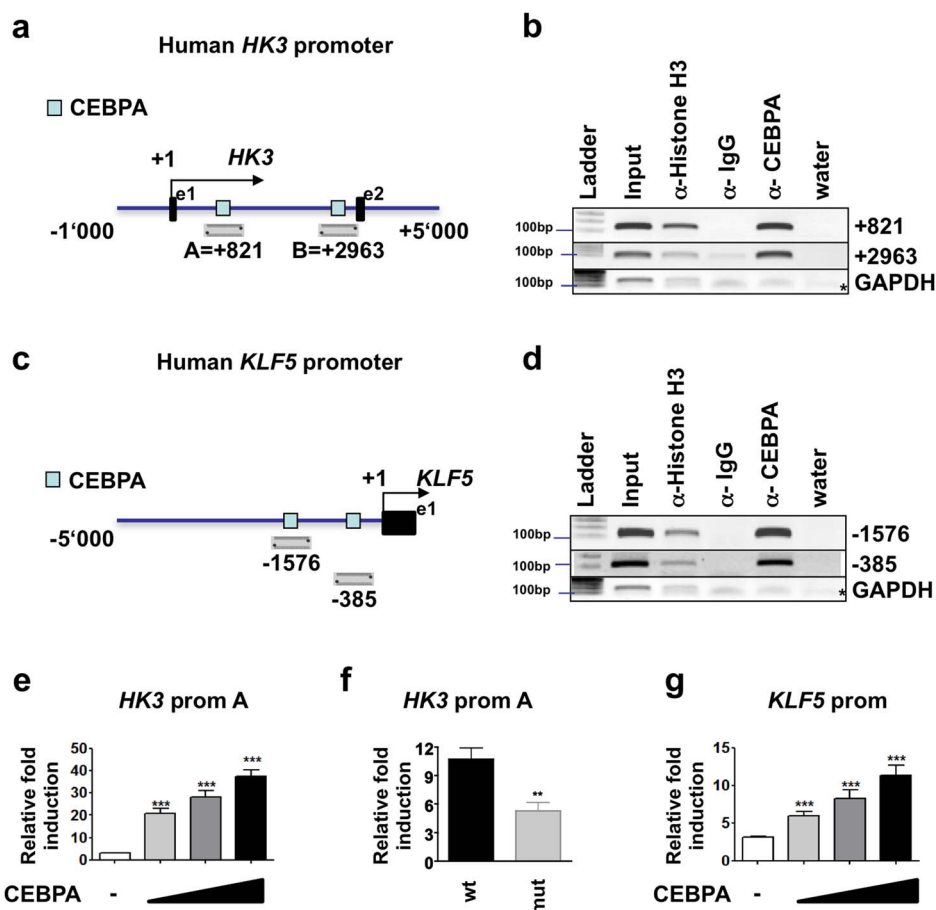 a
Human HK3 promoter
CEBPA
+1
HK3
e1
e2
-1‘000
+5‘000
A=+821
B=+2963
b
Ladder
Input
α-Histone H3
α- IgG
α- CEBPA
water
100bp
+821
100bp
+2963
100bp
* GAPDH
c
Human KLF5 promoter
CEBPA
+1
KLF5
e1
-5‘000
-1576
-385
d
Ladder
Input
α-Histone H3
α- IgG
α- CEBPA
water
100bp
-1576
100bp
-385
100bp
* GAPDH
e
HK3 prom A
Relative fold
induction
50
40
30
20
10
0
***
***
***
CEBPA
-
f
HK3 prom A
Relative fold
induction
12
9
6
3
0
**
wt
mut
g
KLF5 prom
Relative fold
induction
15
10
5
0
***
***
***
CEBPA
-